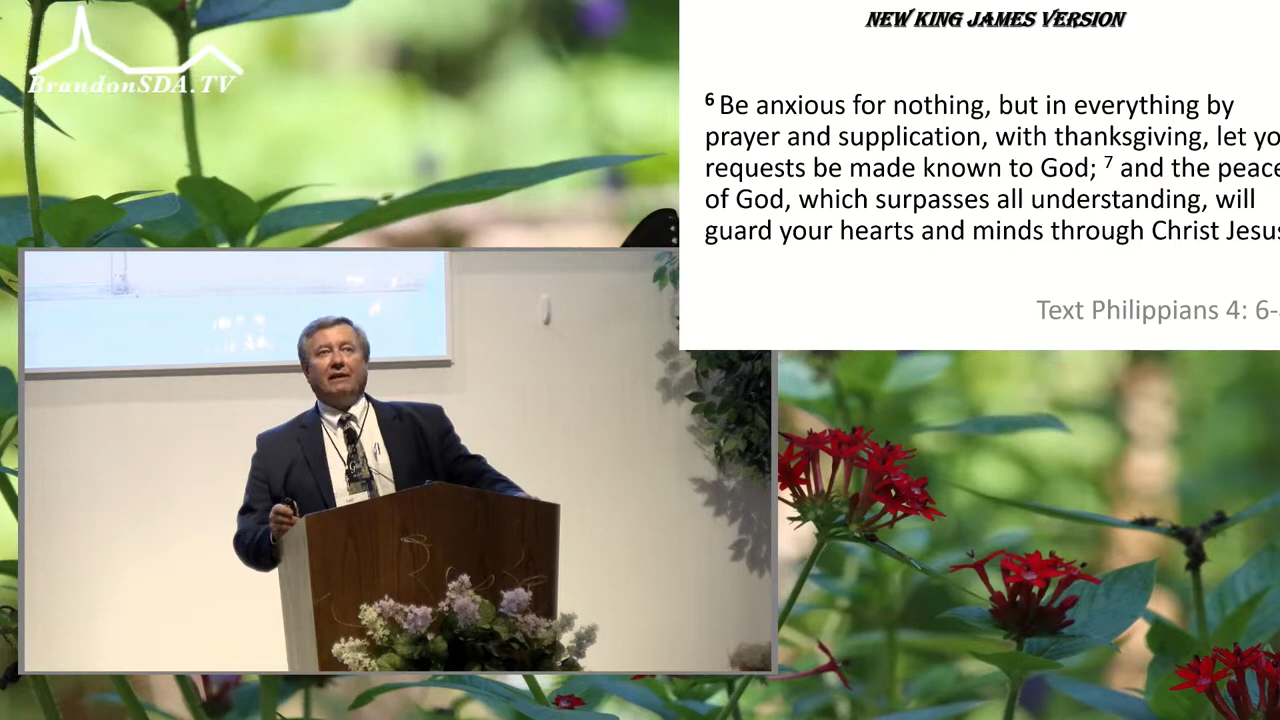 BrandonSDA.TV
NEW KING JAMES VERSION
6 Be anxious for nothing, but in everything by
prayer and supplication, with thanksgiving, let yo
requests be made known to God; 7 and the peace
of God, which surpasses all understanding, will
guard your hearts and minds through Christ Jesus
Text Philippians 4: 6-